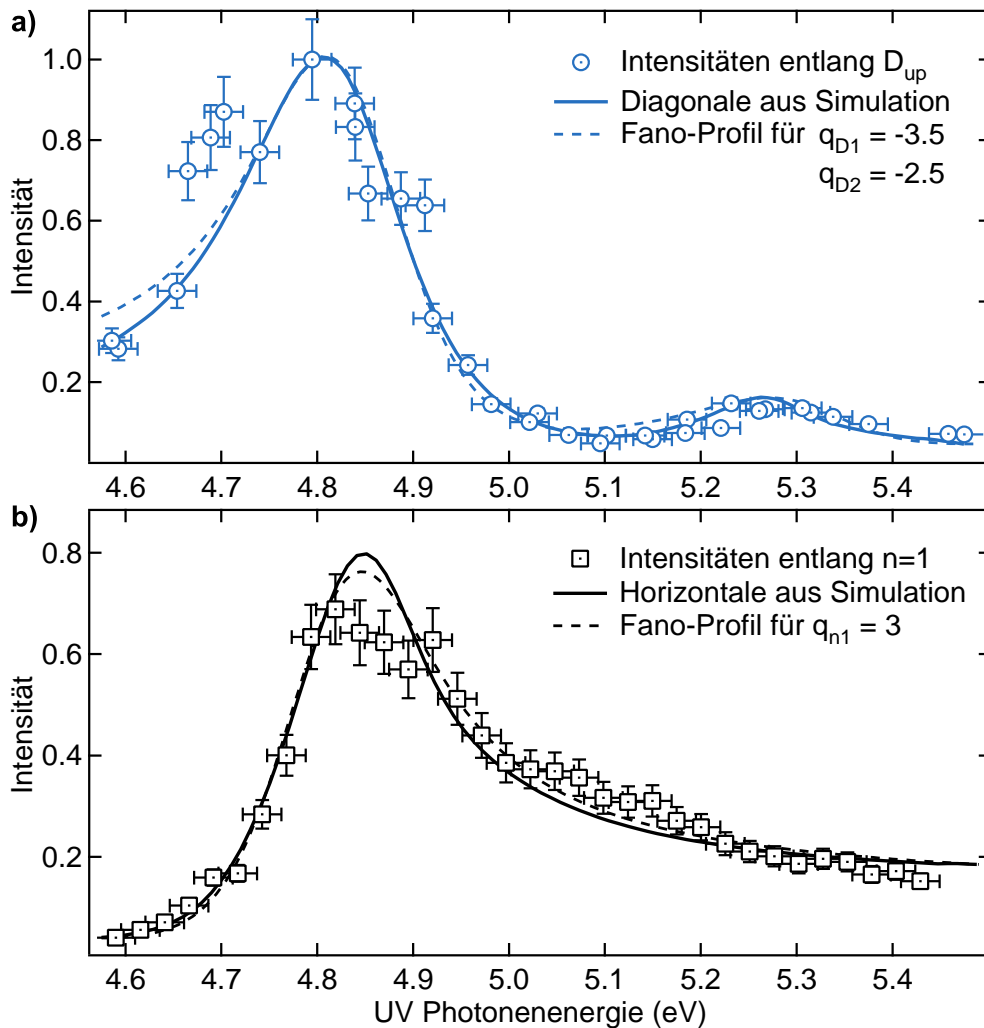 a)
1.0
0.8
0.6
0.4
0.2
Intensität
Intensitäten entlang D_up
Diagonale aus Simulation
Fano-Profil für q_D1 = -3.5
q_D2 = -2.5
4.6 4.7 4.8 4.9 5.0 5.1 5.2 5.3 5.4
b)
0.8
0.6
0.4
0.2
Intensität
Intensitäten entlang n=1
Horizontale aus Simulation
Fano-Profil für q_n1 = 3
4.6 4.7 4.8 4.9 5.0 5.1 5.2 5.3 5.4
UV Photonenenergie (eV)